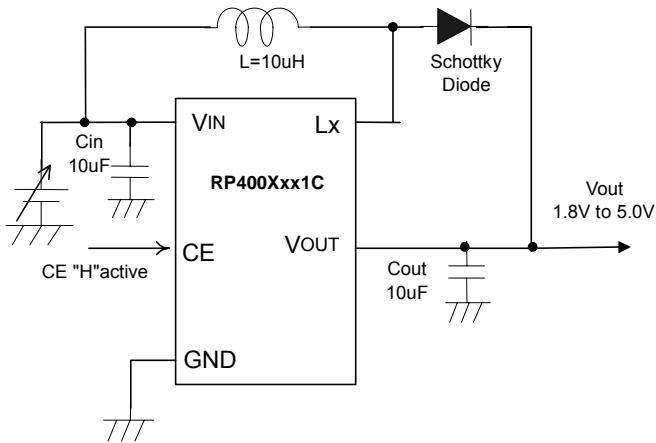 L=10uH
Schottky
Diode
VIN
Lx
Cin
10uF
RP400Xxx1C
Vout
1.8V to 5.0V
CE
VOUT
CE "H"active
Cout
10uF
GND